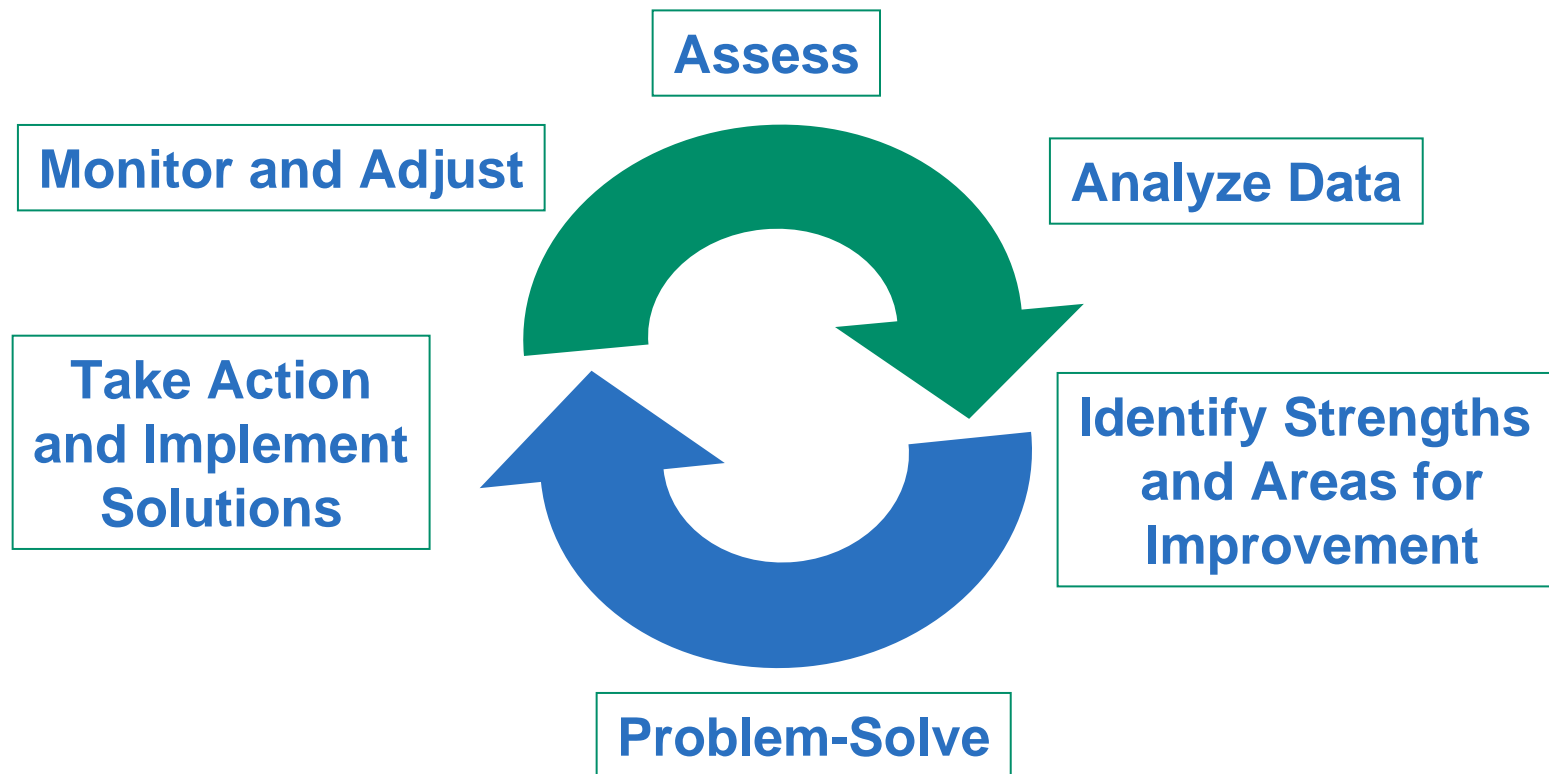 Assess
Monitor and Adjust
Analyze Data
Take Action
and Implement
Solutions
Identify Strengths
and Areas for
Improvement
Problem-Solve